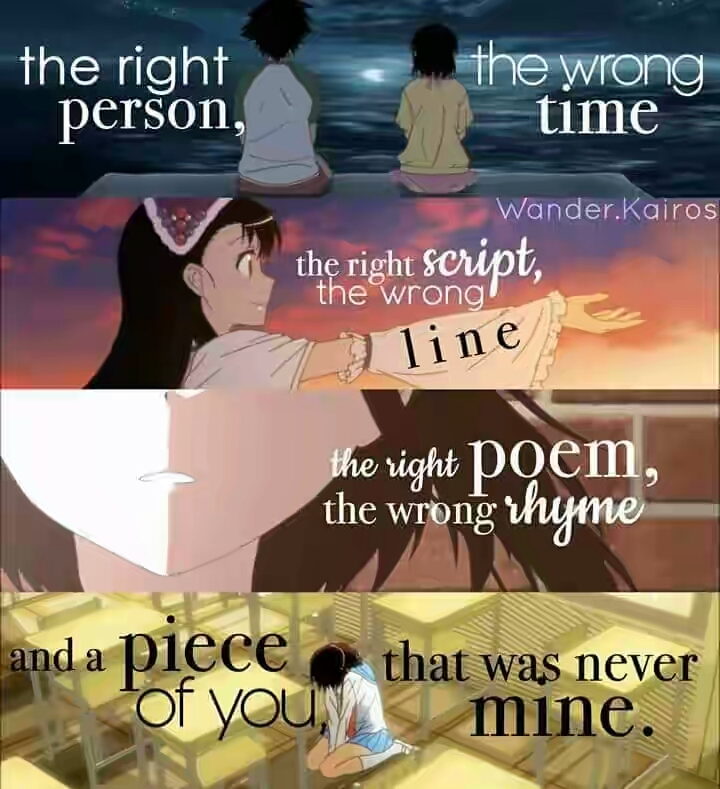 the right the wrong
person, time
Wander.Kairos
the right script,
the wrong
line
the right poem,
the wrong rhyme
and a piece that was never
of you, mine.